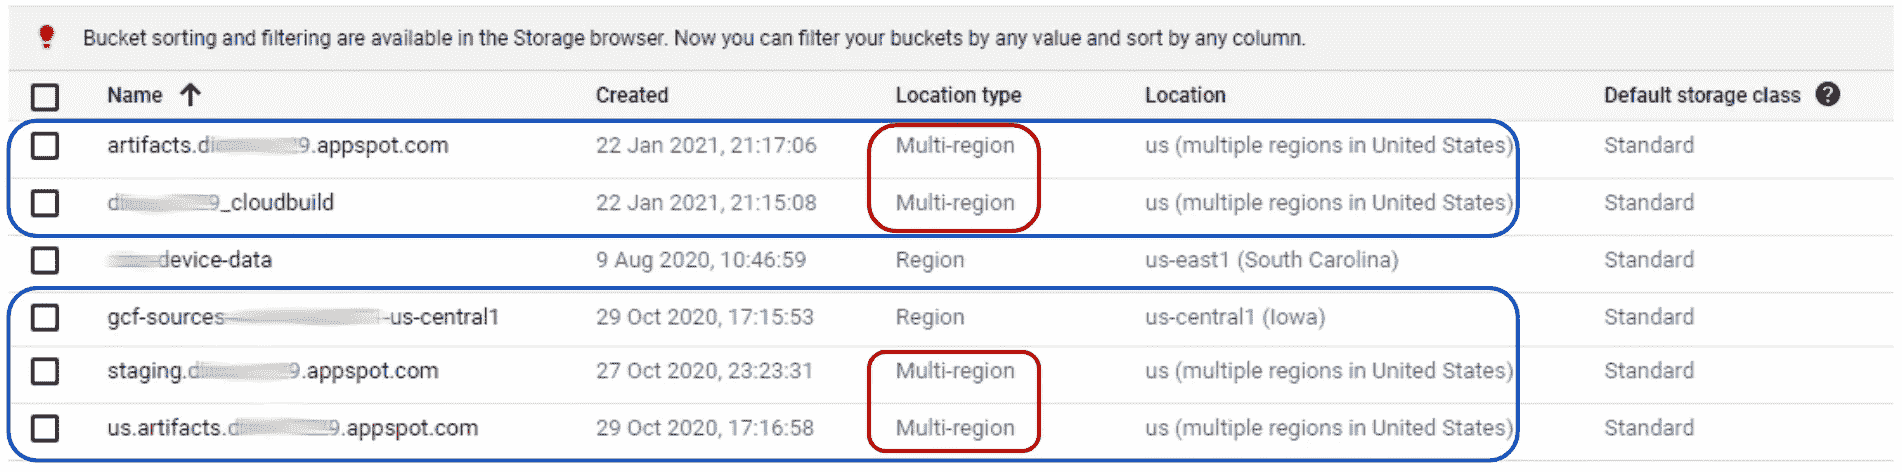 Bucket sorting and filtering are available in the Storage browser. Now you can filter your buckets by any value and sort by any column.
Name Created Location type Location Default storage class ?
artifacts.di 9.appspot.com 22 Jan 2021, 21:17:06 Multi-region us (multiple regions in United States) Standard
d 9_cloudbuild 22 Jan 2021, 21:15:08 Multi-region us (multiple regions in United States) Standard
device-data 9 Aug 2020, 10:46:59 Region us-east1 (South Carolina) Standard
gcf-sources- -us-central1 29 Oct 2020, 17:15:53 Region us-central1 (Iowa) Standard
staging.d 9.appspot.com 27 Oct 2020, 23:23:31 Multi-region us (multiple regions in United States) Standard
us.artifacts.d 9.appspot.com 29 Oct 2020, 17:16:58 Multi-region us (multiple regions in United States) Standard